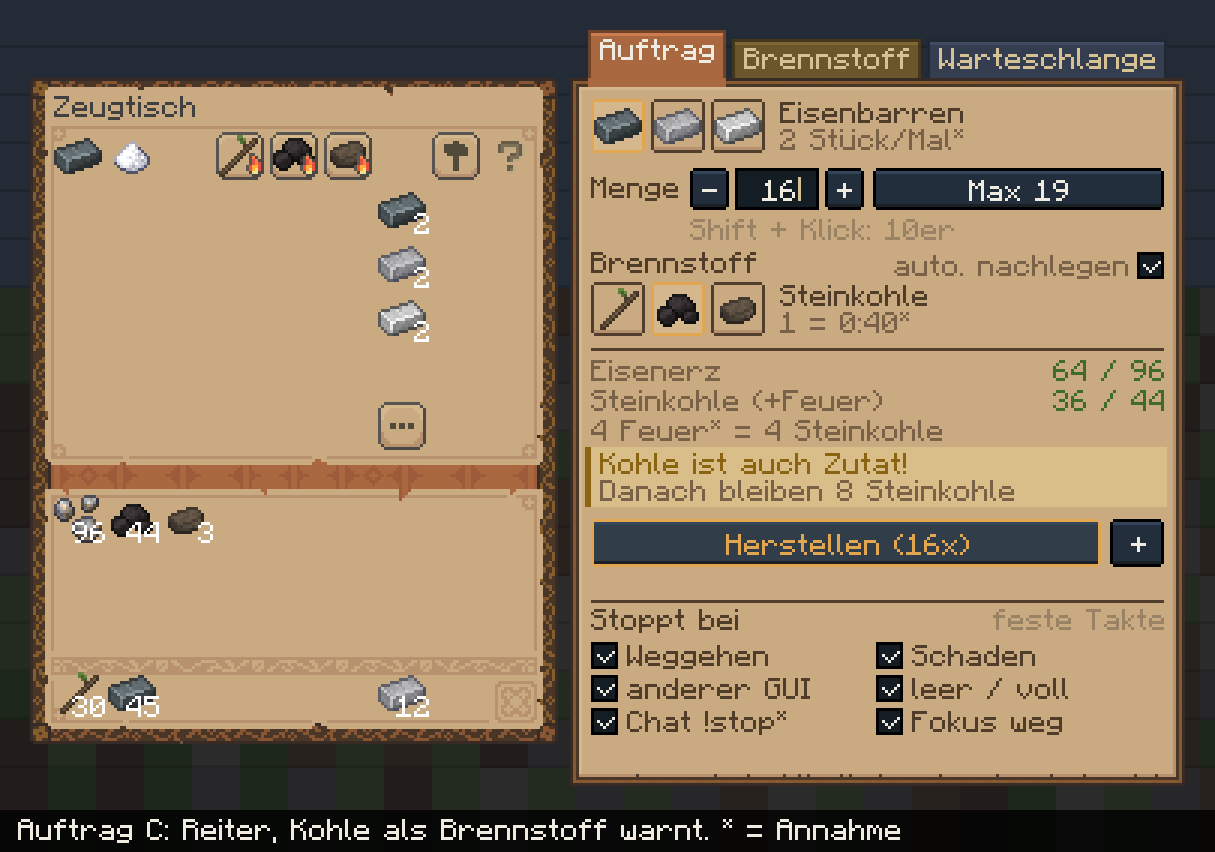 Zeugtisch
?
2
2
2
...
96 44 3
30 45 12
Auftrag Brennstoff Warteschlange
Eisenbarren
2 Stück/Mal*
Menge - 16 + Max 19
Shift + Klick: 10er
Brennstoff auto. nachlegen
Steinkohle
1 = 0:40*
Eisenerz 64 / 96
Steinkohle (+Feuer) 36 / 44
4 Feuer* = 4 Steinkohle
Kohle ist auch Zutat!
Danach bleiben 8 Steinkohle
Herstellen (16x) +
Stoppt bei feste Takte
Weggehen Schaden
anderer GUI leer / voll
Chat !stop* Fokus weg
Auftrag C: Reiter, Kohle als Brennstoff warnt. * = Annahme